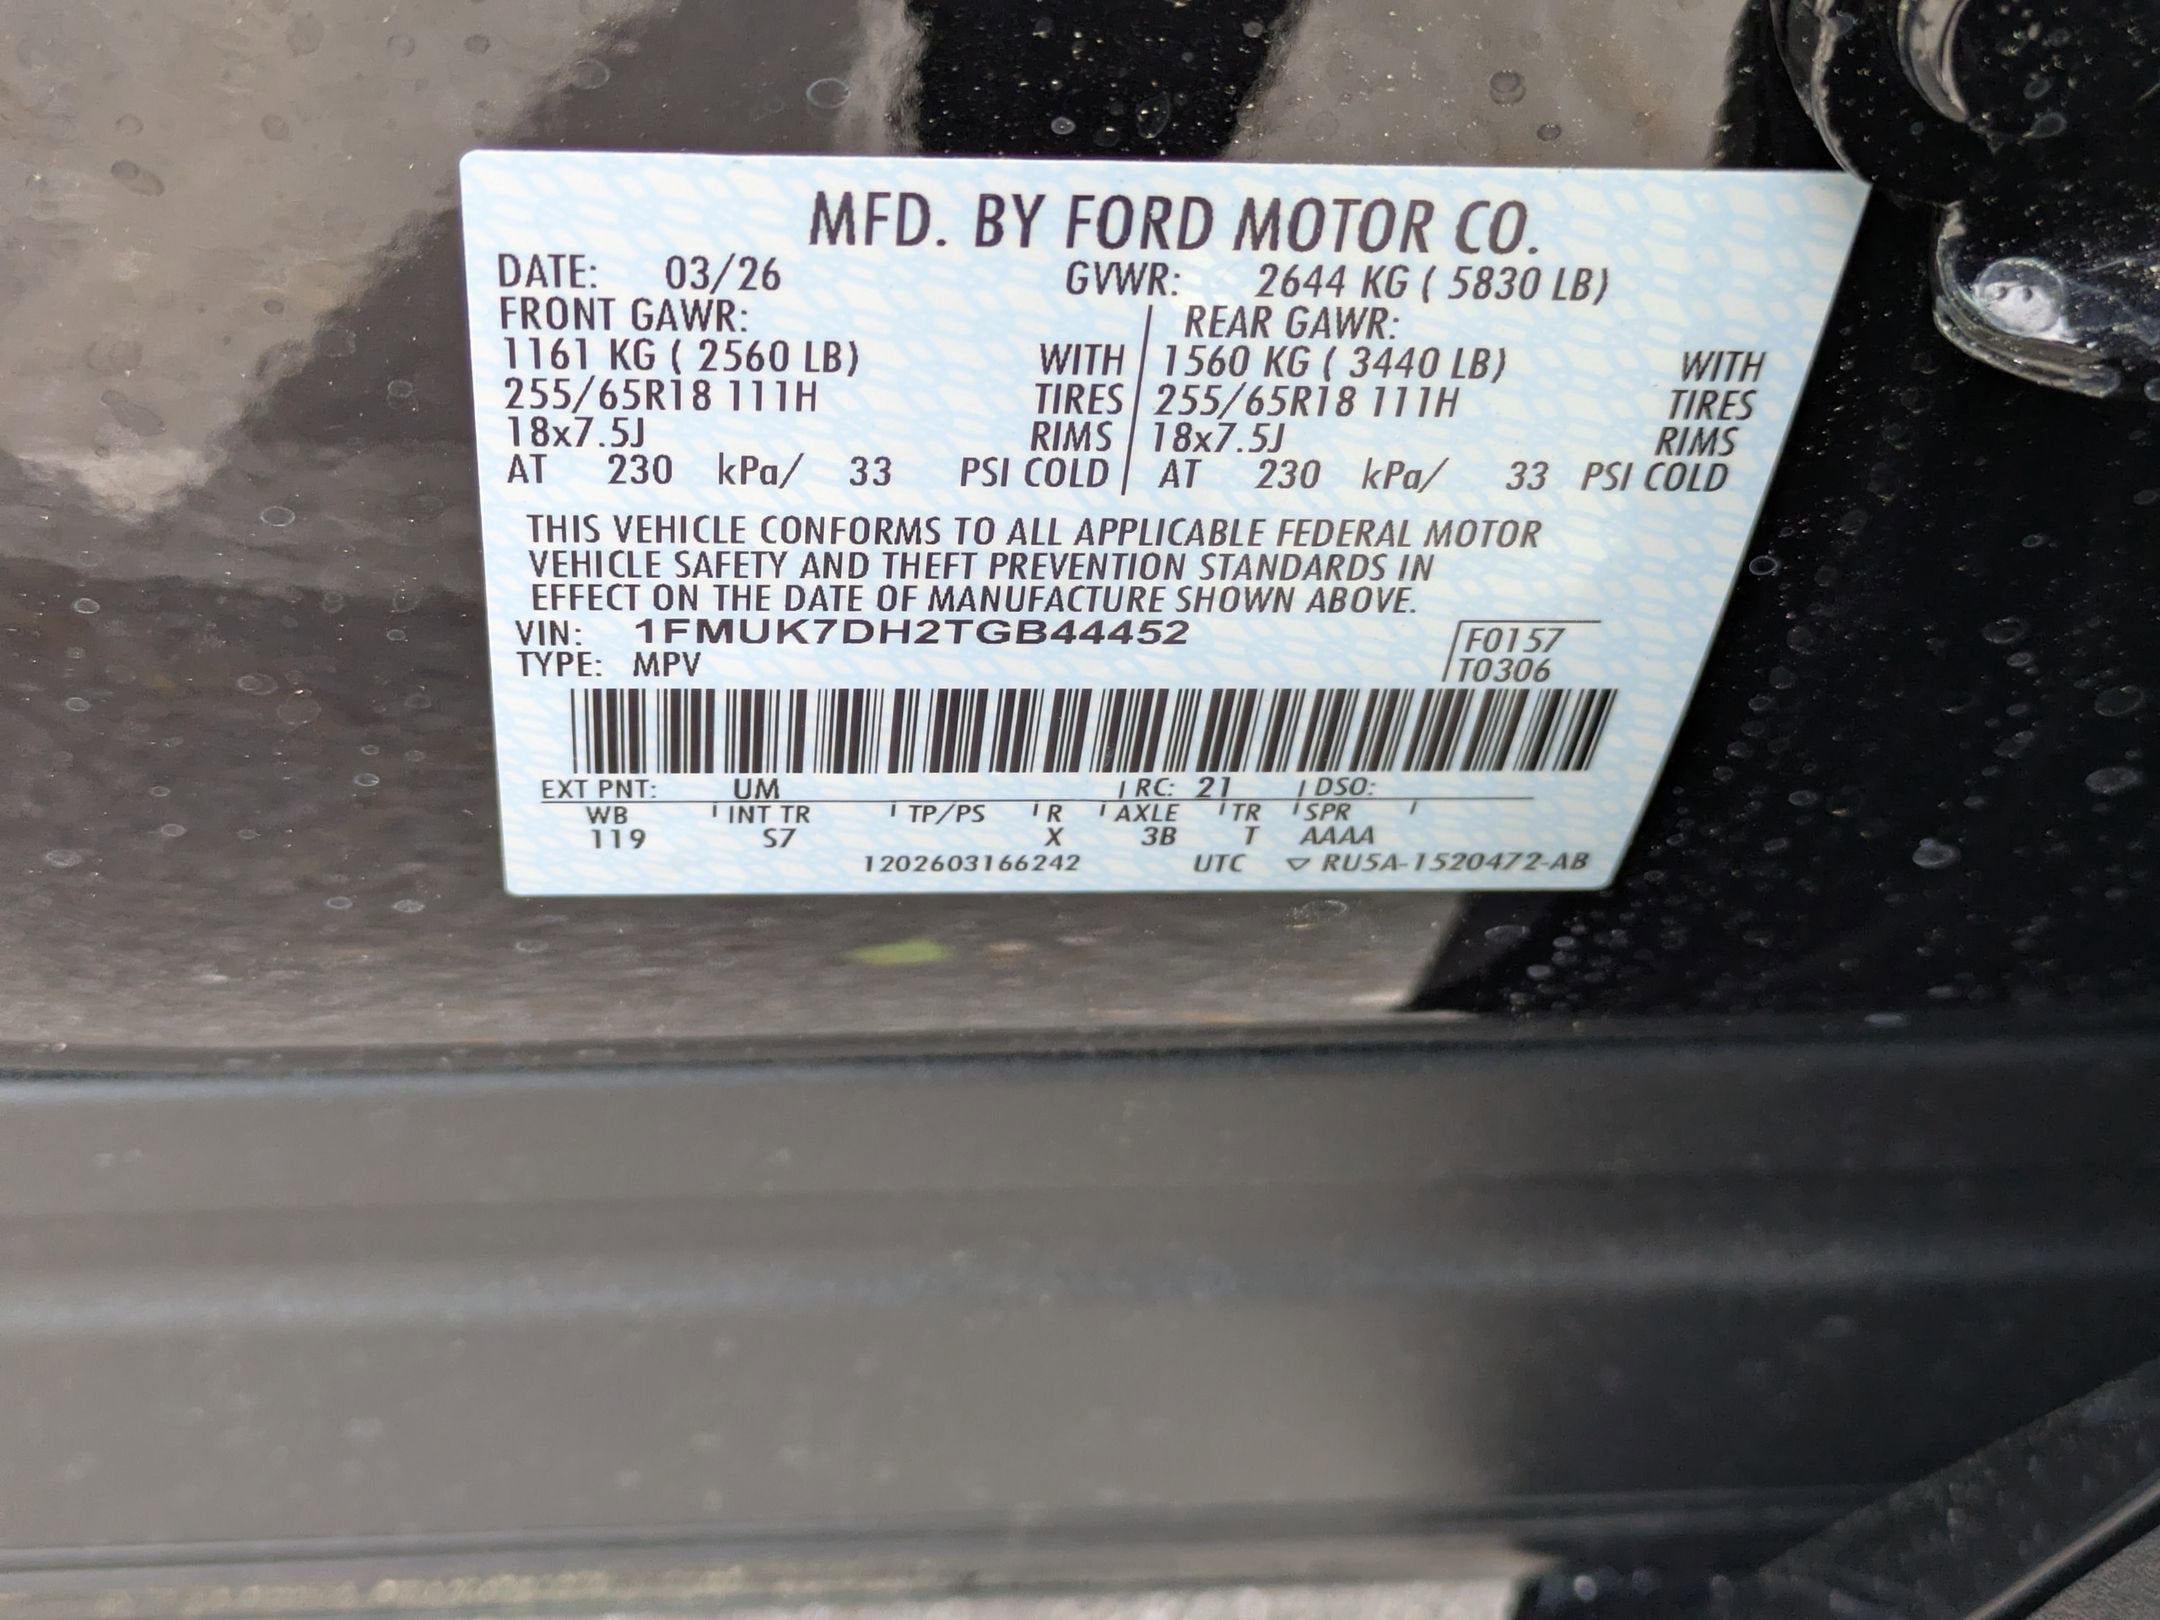 MFD. BY FORD MOTOR CO.
DATE: 03/26 GVWR: 2644 KG ( 5830 LB)
FRONT GAWR: REAR GAWR:
1161 KG ( 2560 LB) WITH 1560 KG ( 3440 LB) WITH
255/65R18 111H TIRES 255/65R18 111H TIRES
18x7.5J RIMS 18x7.5J RIMS
AT 230 kPa/ 33 PSI COLD AT 230 kPa/ 33 PSI COLD
THIS VEHICLE CONFORMS TO ALL APPLICABLE FEDERAL MOTOR
VEHICLE SAFETY AND THEFT PREVENTION STANDARDS IN
EFFECT ON THE DATE OF MANUFACTURE SHOWN ABOVE.
VIN: 1FMUK7DH2TGB44452 F0157
TYPE: MPV T0306
EXT PNT: UM RC: 21 DSO:
WB INT TR TP/PS R AXLE TR SPR
119 S7 X 3B T AAAA
1202603166242 UTC ▽ RU5A-1520472-AB